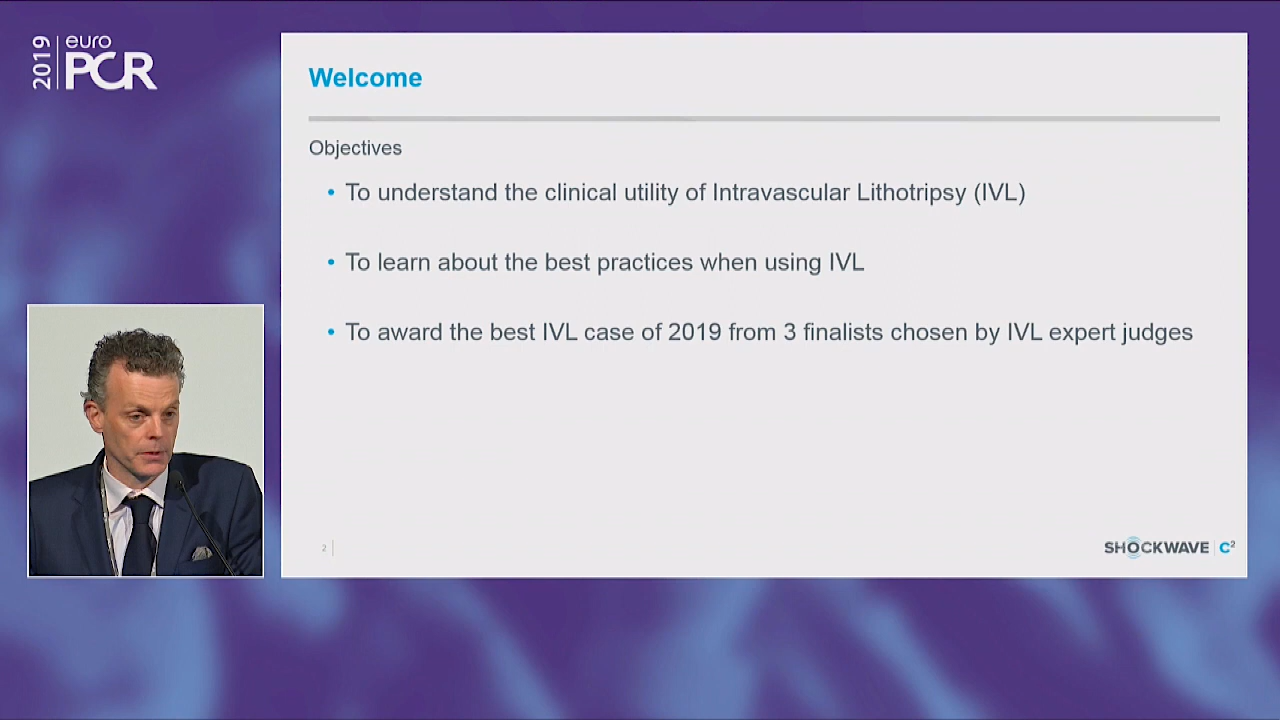 2019
euro
PCR
Welcome
Objectives
• To understand the clinical utility of Intravascular Lithotripsy (IVL)
• To learn about the best practices when using IVL
• To award the best IVL case of 2019 from 3 finalists chosen by IVL expert judges
2
SHOCKWAVE | C²